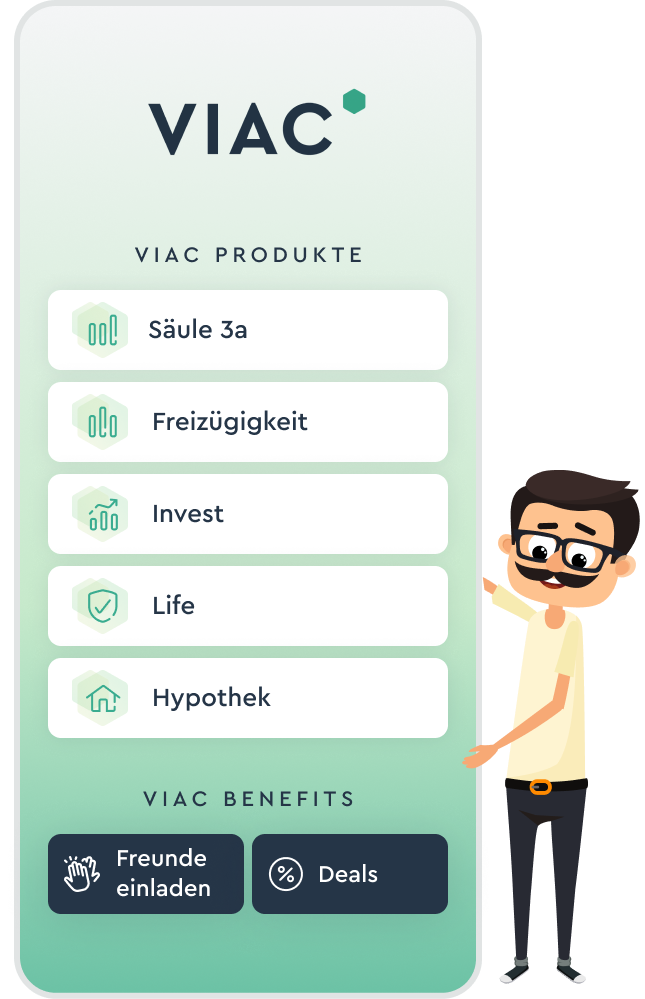 VIAC
VIAC PRODUKTE
Säule 3a
Freizügigkeit
Invest
Life
Hypothek
VIAC BENEFITS
Freunde
einladen
Deals